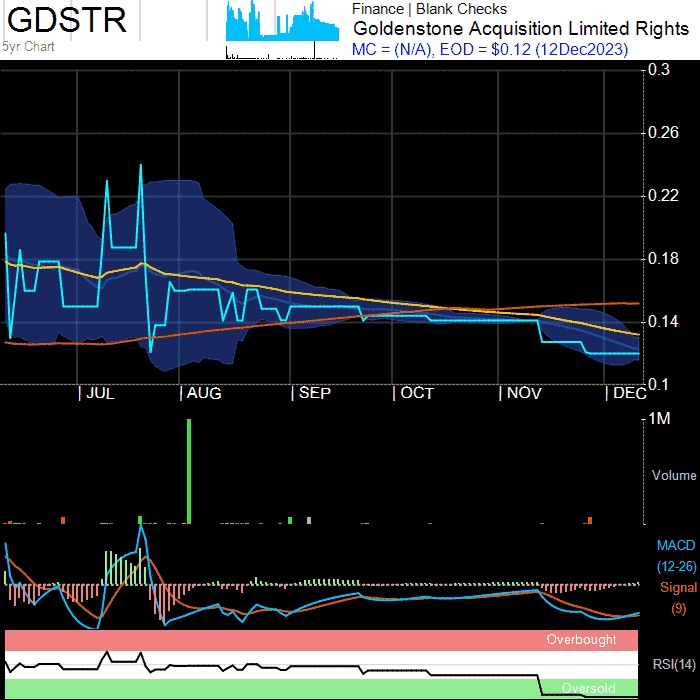 GDSTR
5yr Chart
Finance | Blank Checks
Goldenstone Acquisition Limited Rights
MC = (N/A), EOD = $0.12 (12Dec2023)
0.3
0.26
0.22
0.18
0.14
0.1
| JUL | AUG | SEP | OCT | NOV | DEC
1M
Volume
MACD
(12-26)
Signal
(9)
Overbought
RSI(14)
Oversold